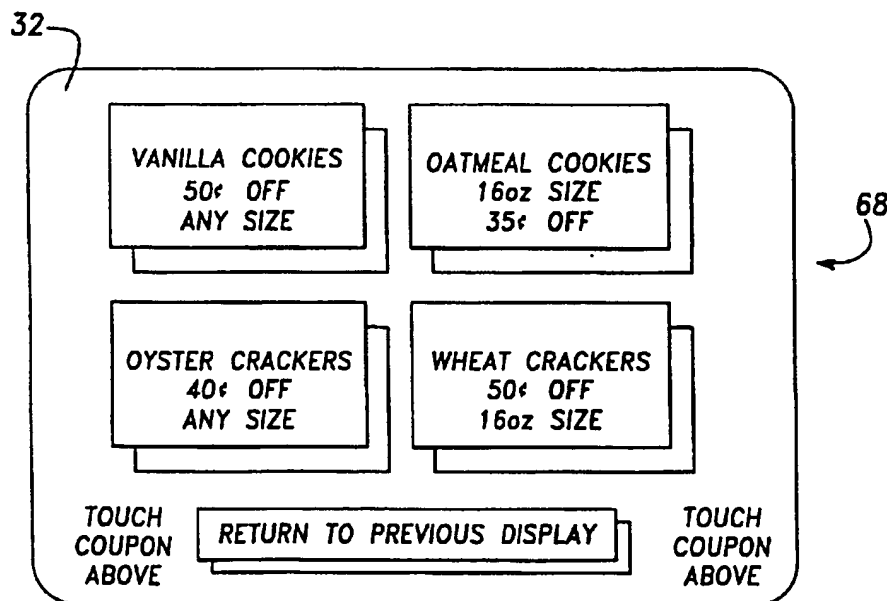 32
VANILLA COOKIES
50¢ OFF
ANY SIZE
OATMEAL COOKIES
16oz SIZE
35¢ OFF
68
OYSTER CRACKERS
40¢ OFF
ANY SIZE
WHEAT CRACKERS
50¢ OFF
16oz SIZE
TOUCH
COUPON
ABOVE
RETURN TO PREVIOUS DISPLAY
TOUCH
COUPON
ABOVE